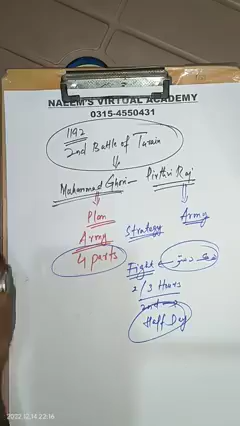 NAEEM'S VIRTUAL ACADEMY
0315-4550431
1192
2nd Battle of Tarain
Muhammad Ghori - Pirthvi Raj
Plan
Strategy
Army
Army
4 parts
Fight
2/3 Hours
2nd
Half Day
2022.12.14 22:16